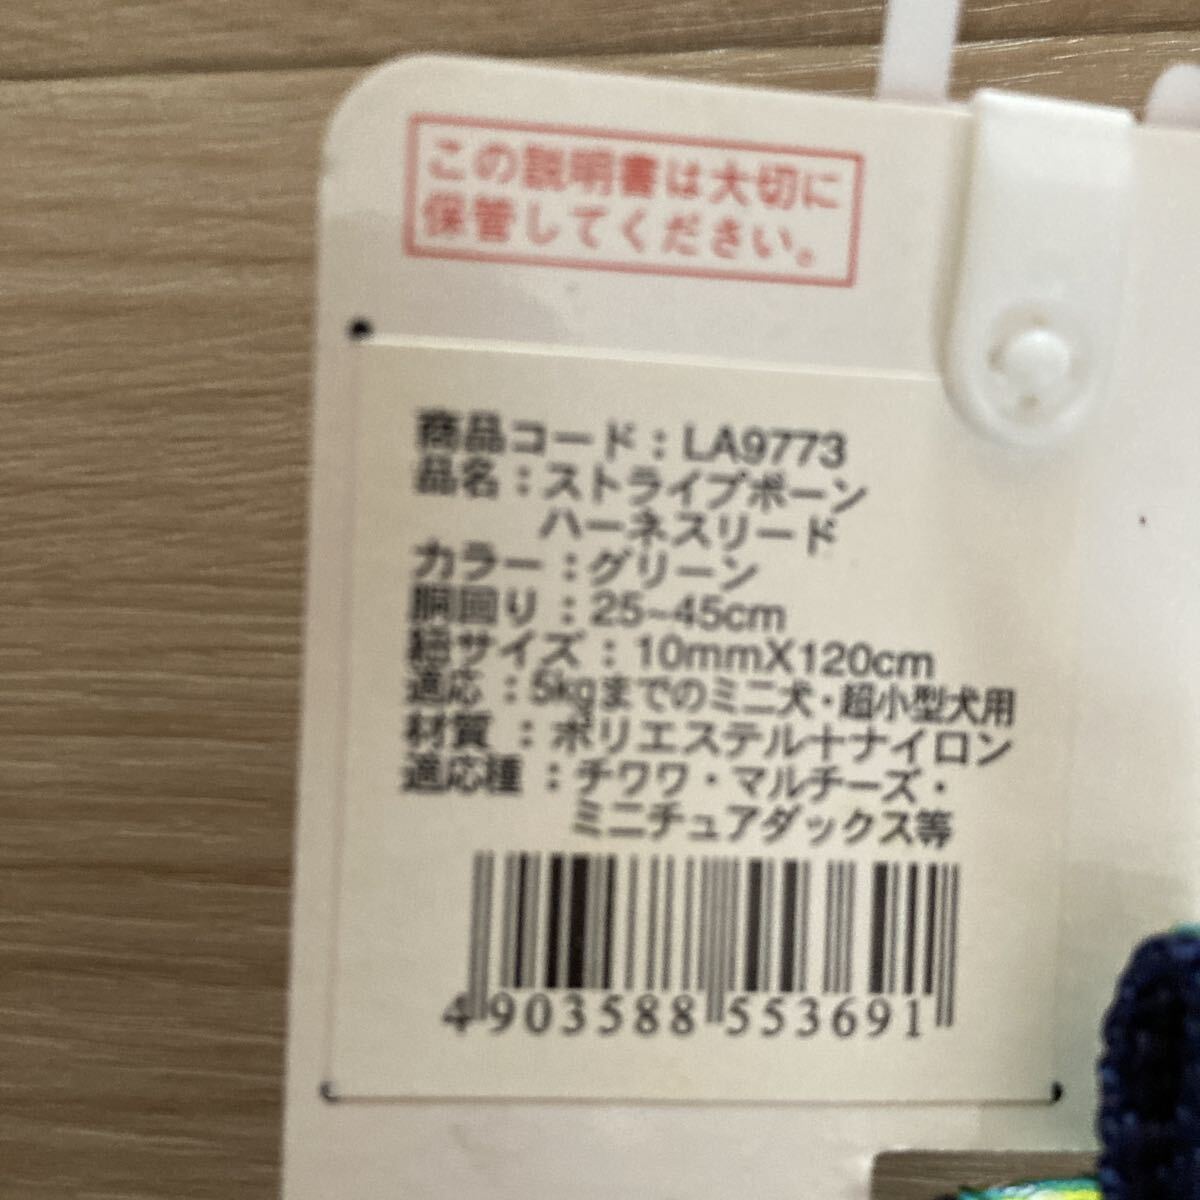 この説明書は大切に
保管してください。
商品コード：LA9773
品名：ストライプボーン
ハーネスリード
カラー：グリーン
胴回り：25~45cm
紐サイズ：10mmX120cm
適応：5kgまでのミニ犬・超小型犬用
材質：ポリエステル＋ナイロン
適応種：チワワ・マルチーズ・
ミニチュアダックス等
4903588553691